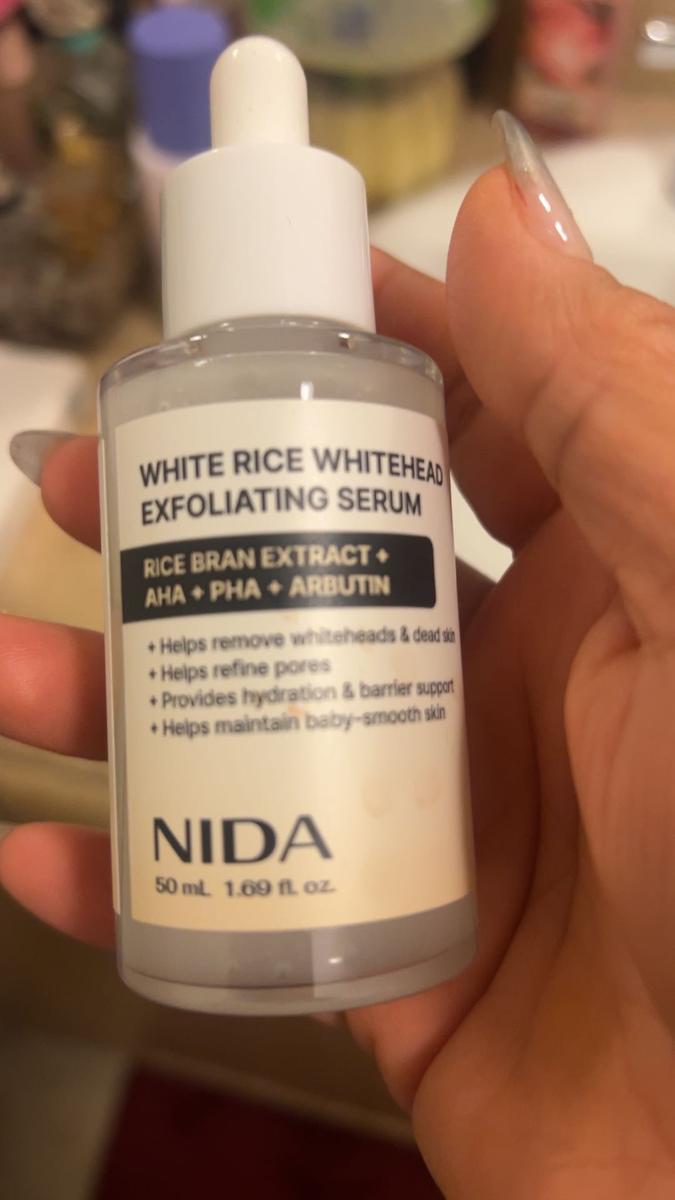 WHITE RICE WHITEHEAD
EXFOLIATING SERUM
RICE BRAN EXTRACT +
AHA + PHA + ARBUTIN
+ Helps remove whiteheads & dead skin
+ Helps refine pores
+ Provides hydration & barrier support
+ Helps maintain baby-smooth skin
NIDA
50 mL 1.69 fl. oz.